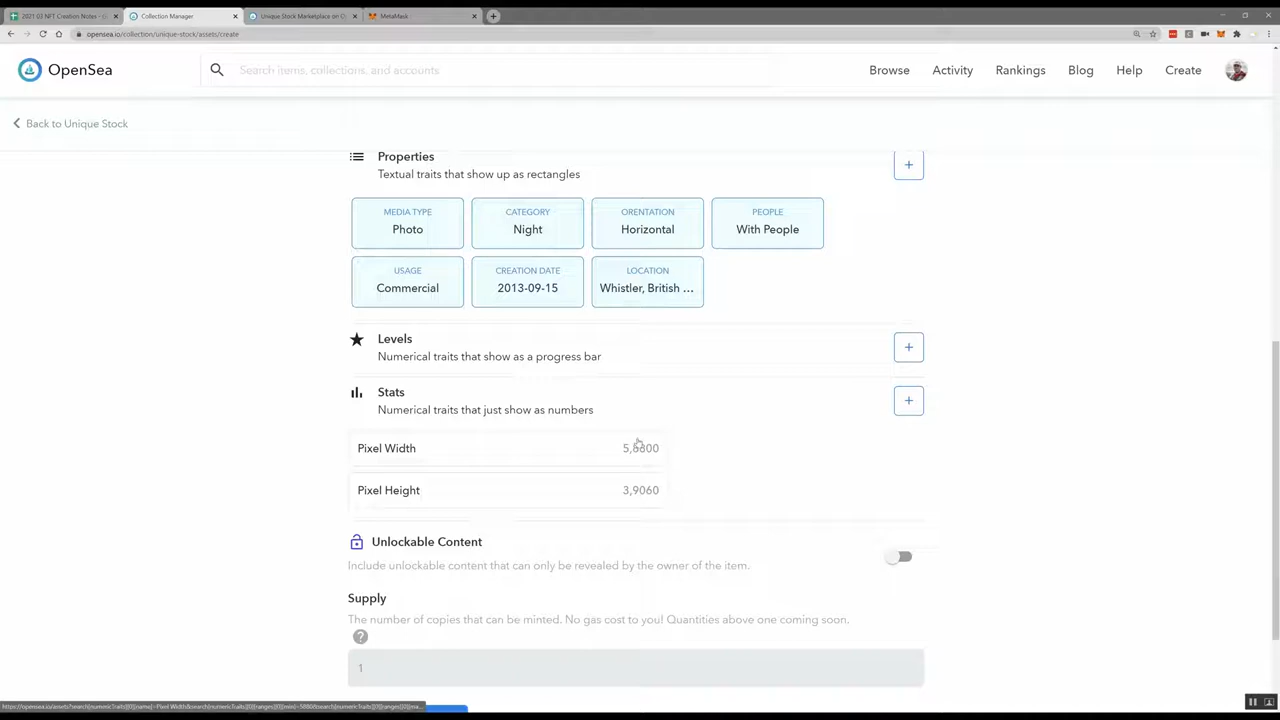 2021 03 NFT Creation Notes - G
Collection Manager
Unique Stock Marketplace on O
MetaMask
opensea.io/collection/unique-stock/assets/create
OpenSea
Search items, collections, and accounts
Browse
Activity
Rankings
Blog
Help
Create
Back to Unique Stock
Properties
Textual traits that show up as rectangles
MEDIA TYPE
Photo
CATEGORY
Night
ORENTATION
Horizontal
PEOPLE
With People
USAGE
Commercial
CREATION DATE
2013-09-15
LOCATION
Whistler, British ...
Levels
Numerical traits that show as a progress bar
Stats
Numerical traits that just show as numbers
Pixel Width
Pixel Height
3,9060
Unlockable Content
Include unlockable content that can only be revealed by the owner of the item.
Supply
The number of copies that can be minted. No gas cost to you! Quantities above one coming soon.
?
1